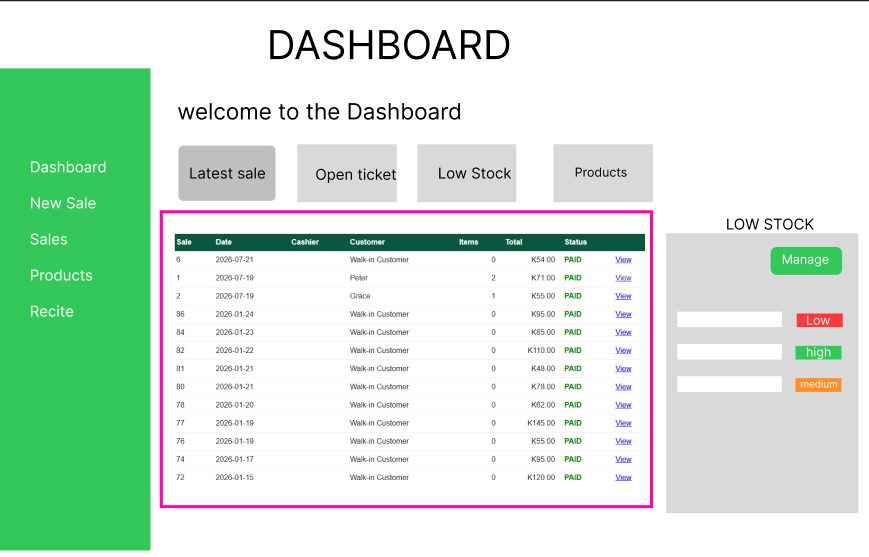 DASHBOARD
welcome to the Dashboard
Dashboard
New Sale
Sales
Products
Recite
Latest sale
Open ticket
Low Stock
Products
Sale Date Cashier Customer Items Total Status
6 2026-07-21 Walk-in Customer 0 K54.00 PAID View
1 2026-07-19 Peter 2 K71.00 PAID View
2 2026-07-19 Grace 1 K55.00 PAID View
86 2026-01-24 Walk-in Customer 0 K95.00 PAID View
84 2026-01-23 Walk-in Customer 0 K85.00 PAID View
82 2026-01-22 Walk-in Customer 0 K110.00 PAID View
81 2026-01-21 Walk-in Customer 0 K48.00 PAID View
80 2026-01-21 Walk-in Customer 0 K78.00 PAID View
78 2026-01-20 Walk-in Customer 0 K62.00 PAID View
77 2026-01-19 Walk-in Customer 0 K145.00 PAID View
76 2026-01-19 Walk-in Customer 0 K55.00 PAID View
74 2026-01-17 Walk-in Customer 0 K95.00 PAID View
72 2026-01-15 Walk-in Customer 0 K120.00 PAID View
LOW STOCK
Manage
Low
high
medium